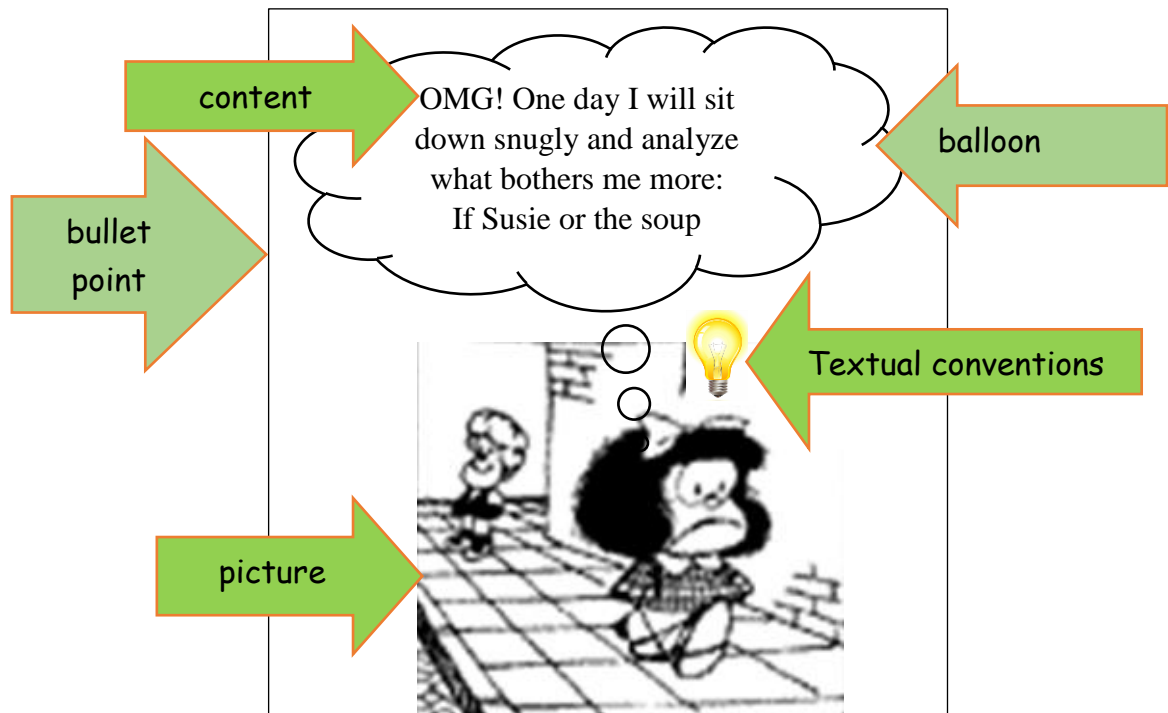 content
OMG! One day I will sit
down snugly and analyze
what bothers me more:
If Susie or the soup
balloon
bullet
point
Textual conventions
picture